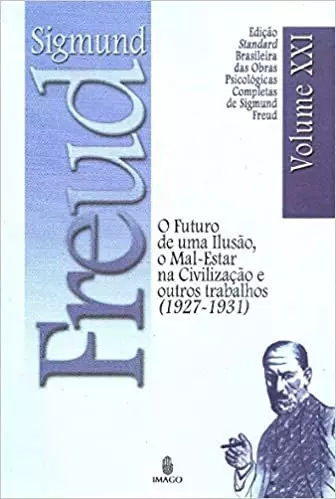 Sigmund
Freud
Edição
Standard
Brasileira
das Obras
Psicológicas
Completas
de Sigmund
Freud
Volume XXI
O Futuro
de uma Ilusão,
o Mal-Estar
na Civilização e
outros trabalhos
(1927-1931)
IMAGO